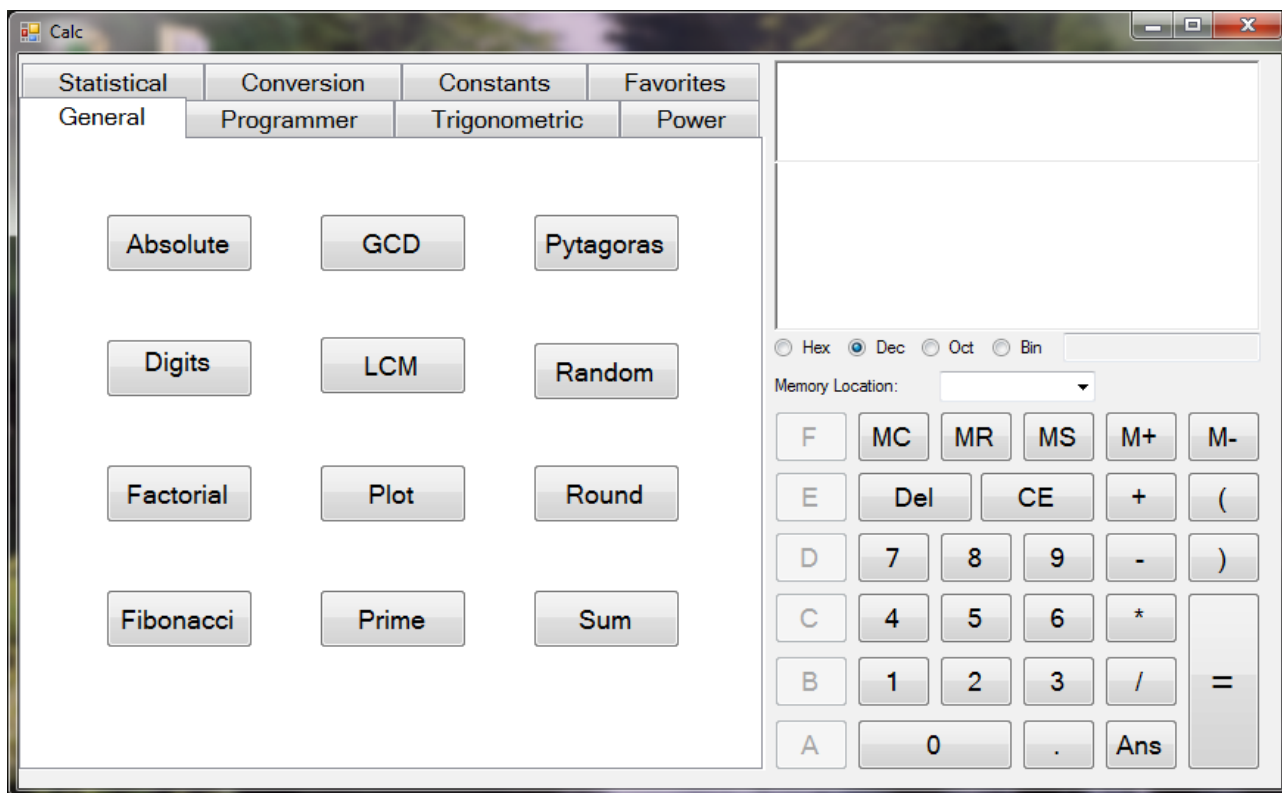 Calc
Statistical Conversion Constants Favorites
General Programmer Trigonometric Power
Absolute GCD Pytagoras
Digits LCM Random
Factorial Plot Round
Fibonacci Prime Sum
Hex Dec Oct Bin
Memory Location:
F MC MR MS M+ M-
E Del CE + (
D 7 8 9 - )
C 4 5 6 *
B 1 2 3 / =
A 0 . Ans